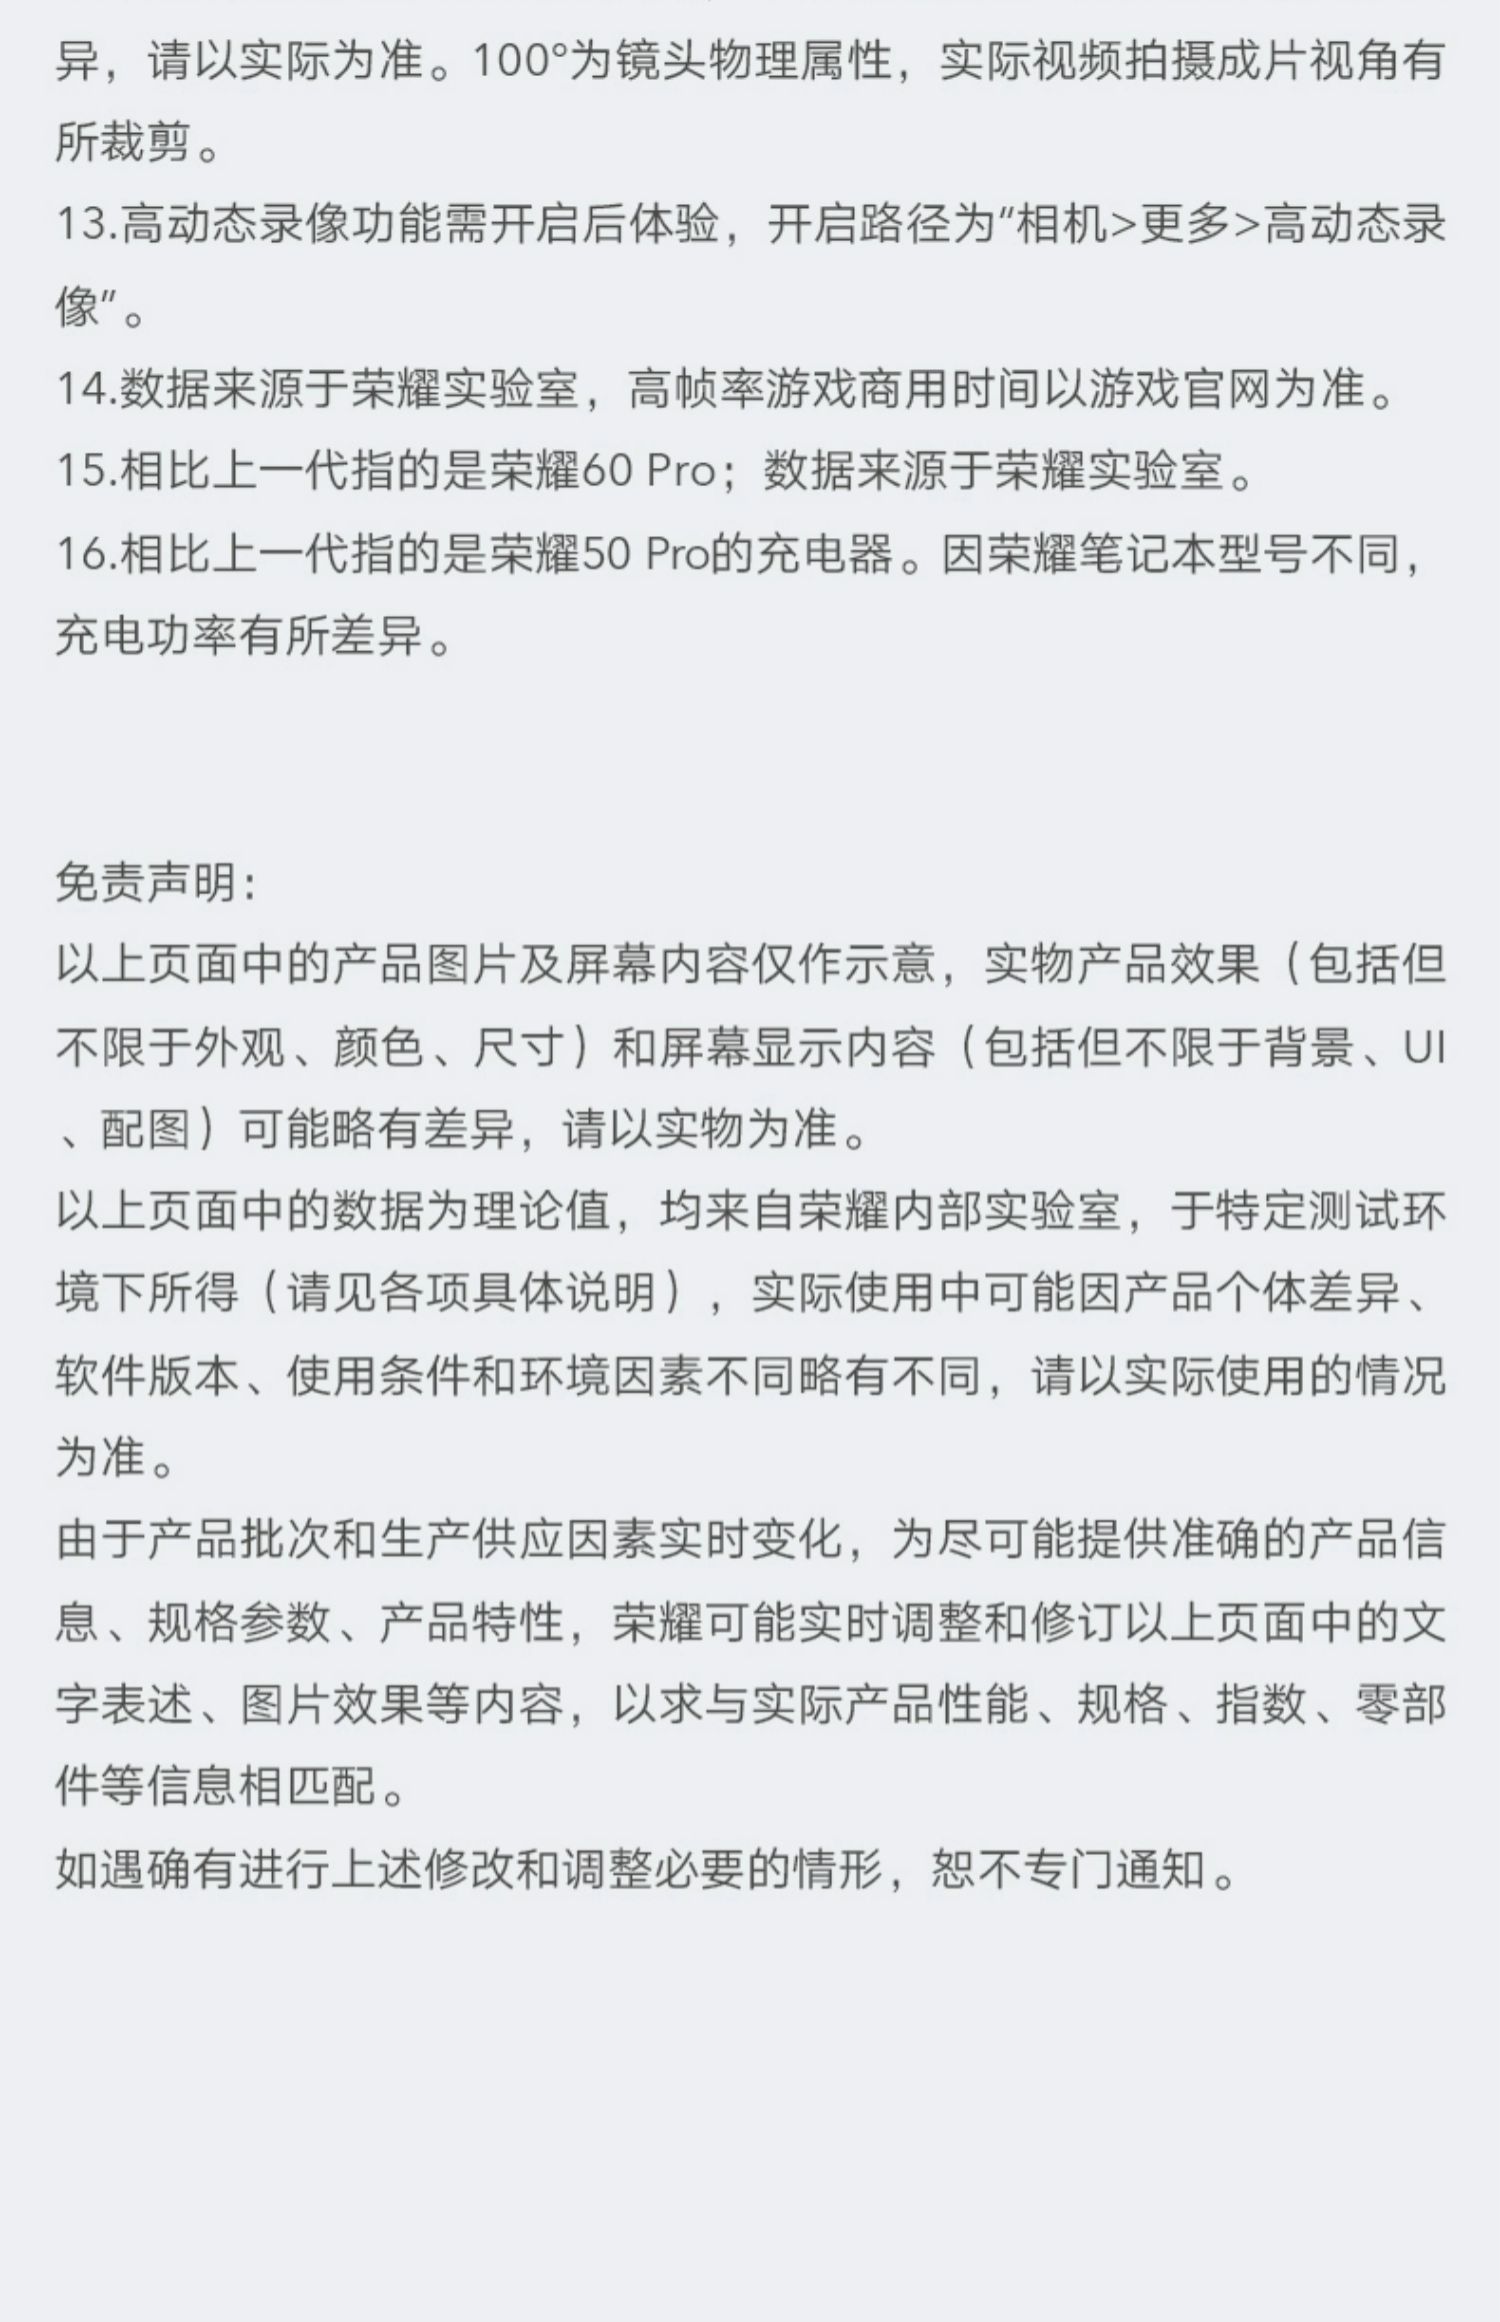 异，请以实际为准。100°为镜头物理属性，实际视频拍摄成片视角有
所裁剪。
13.高动态录像功能需开启后体验，开启路径为"相机>更多>高动态录
像"。
14.数据来源于荣耀实验室，高帧率游戏商用时间以游戏官网为准。
15.相比上一代指的是荣耀60 Pro；数据来源于荣耀实验室。
16.相比上一代指的是荣耀50 Pro的充电器。因荣耀笔记本型号不同，
充电功率有所差异。
免责声明：
以上页面中的产品图片及屏幕内容仅作示意，实物产品效果（包括但
不限于外观、颜色、尺寸）和屏幕显示内容（包括但不限于背景、UI
、配图）可能略有差异，请以实物为准。
以上页面中的数据为理论值，均来自荣耀内部实验室，于特定测试环
境下所得（请见各项具体说明），实际使用中可能因产品个体差异、
软件版本、使用条件和环境因素不同略有不同，请以实际使用的情况
为准。
由于产品批次和生产供应因素实时变化，为尽可能提供准确的产品信
息、规格参数、产品特性，荣耀可能实时调整和修订以上页面中的文
字表述、图片效果等内容，以求与实际产品性能、规格、指数、零部
件等信息相匹配。
如遇确有进行上述修改和调整必要的情形，恕不专门通知。